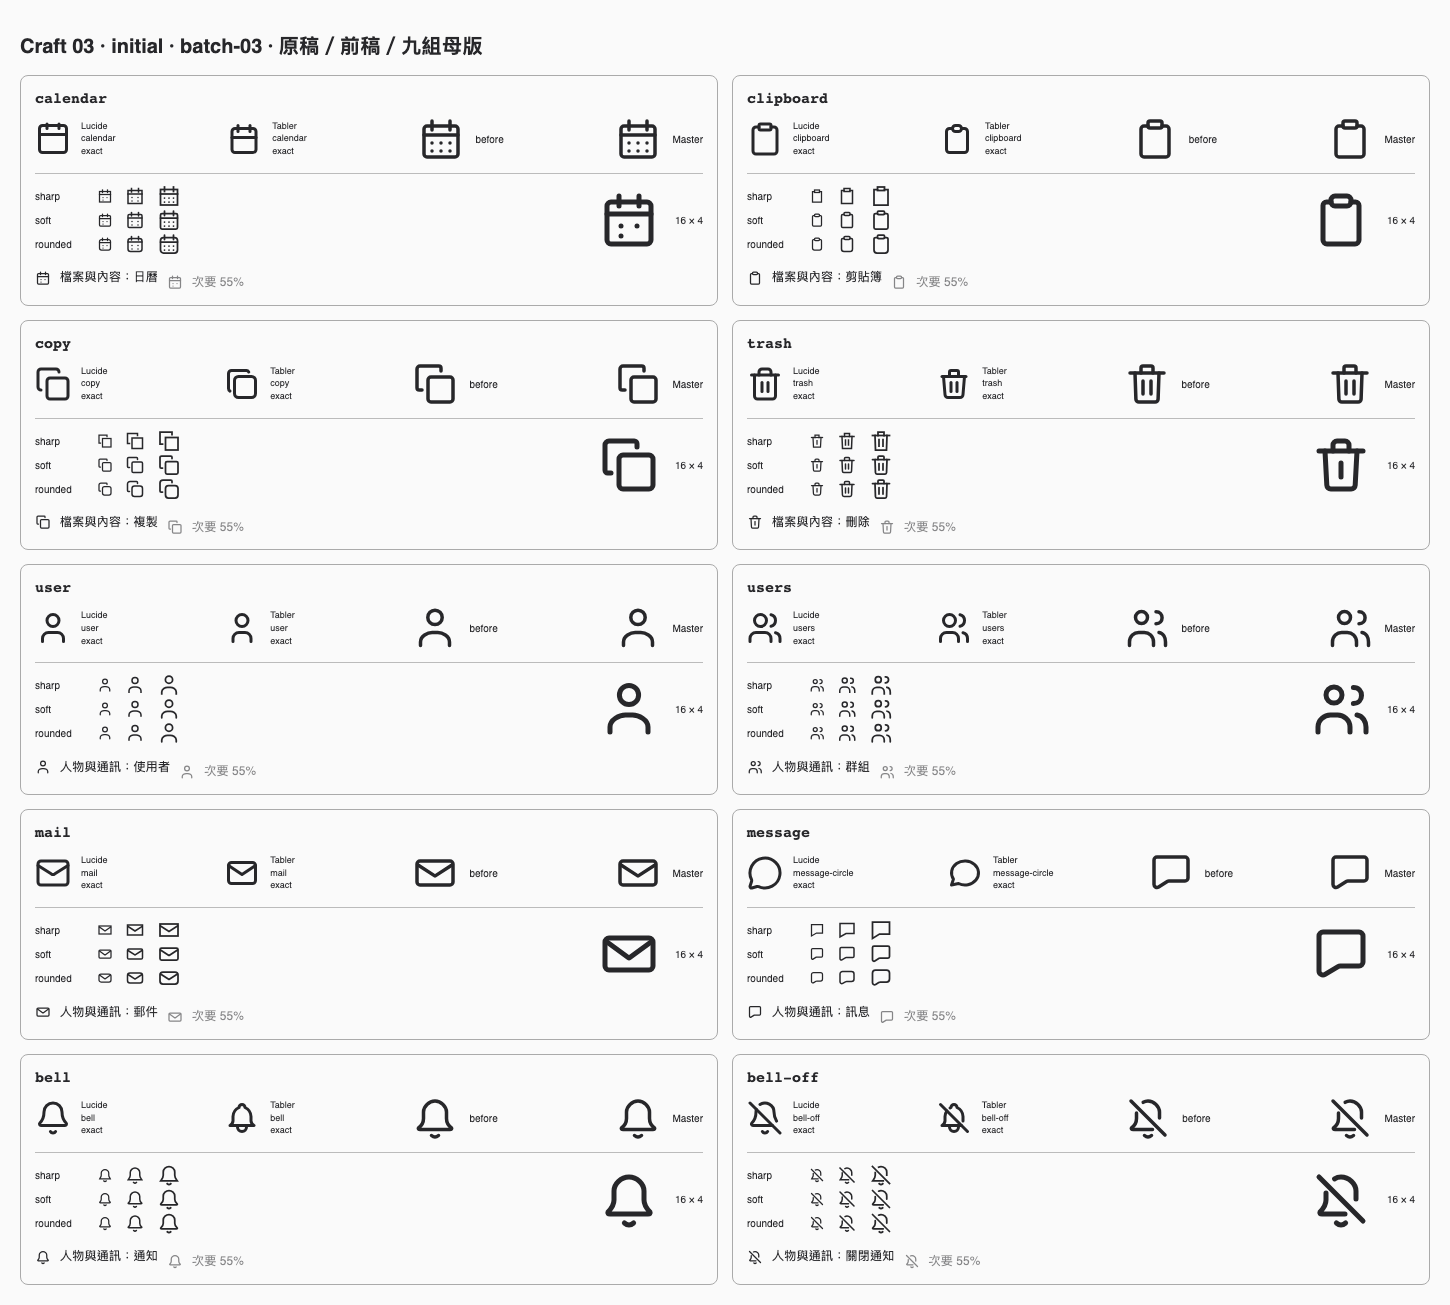 Craft 03 · initial · batch-03 · 原稿 / 前稿 / 九組母版
calendar
Lucide
calendar
exact
Tabler
calendar
exact
before
Master
sharp
soft
rounded
16 × 4
檔案與內容：日曆
次要 55%
clipboard
Lucide
clipboard
exact
Tabler
clipboard
exact
before
Master
sharp
soft
rounded
16 × 4
檔案與內容：剪貼簿
次要 55%
copy
Lucide
copy
exact
Tabler
copy
exact
before
Master
sharp
soft
rounded
16 × 4
檔案與內容：複製
次要 55%
trash
Lucide
trash
exact
Tabler
trash
exact
before
Master
sharp
soft
rounded
16 × 4
檔案與內容：刪除
次要 55%
user
Lucide
user
exact
Tabler
user
exact
before
Master
sharp
soft
rounded
16 × 4
人物與通訊：使用者
次要 55%
users
Lucide
users
exact
Tabler
users
exact
before
Master
sharp
soft
rounded
16 × 4
人物與通訊：群組
次要 55%
mail
Lucide
mail
exact
Tabler
mail
exact
before
Master
sharp
soft
rounded
16 × 4
人物與通訊：郵件
次要 55%
message
Lucide
message-circle
exact
Tabler
message-circle
exact
before
Master
sharp
soft
rounded
16 × 4
人物與通訊：訊息
次要 55%
bell
Lucide
bell
exact
Tabler
bell
exact
before
Master
sharp
soft
rounded
16 × 4
人物與通訊：通知
次要 55%
bell-off
Lucide
bell-off
exact
Tabler
bell-off
exact
before
Master
sharp
soft
rounded
16 × 4
人物與通訊：關閉通知
次要 55%